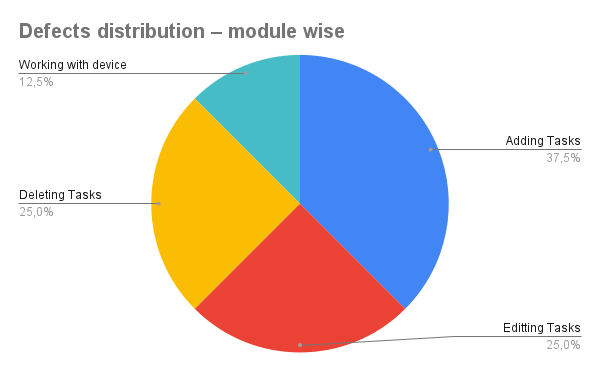 Defects distribution – module wise
Working with device
12,5%
Adding Tasks
37,5%
Deleting Tasks
25,0%
Editting Tasks
25,0%